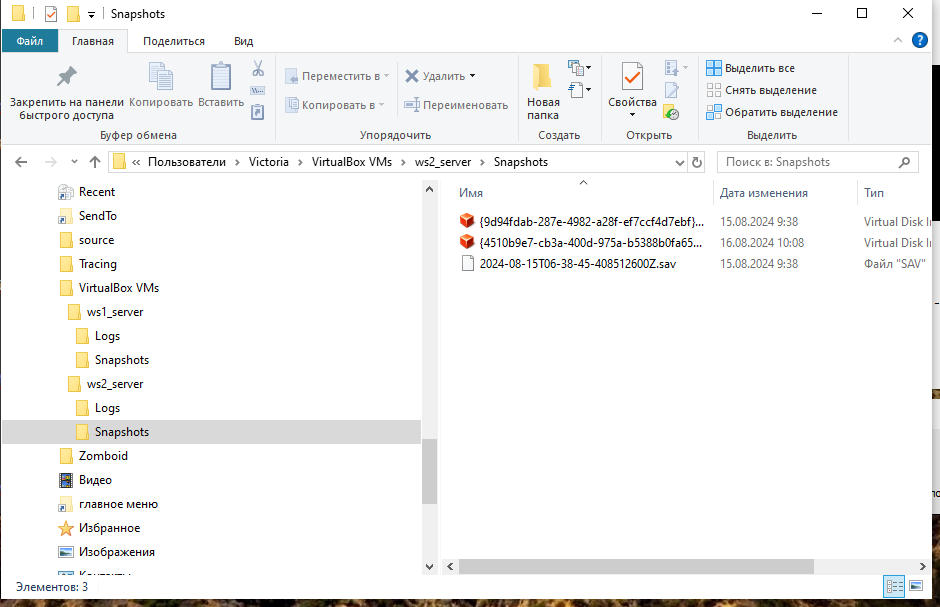 Snapshots
Файл Главная Поделиться Вид
Закрепить на панели быстрого доступа
Копировать
Вставить
Буфер обмена
Переместить в
Копировать в
Удалить
Переименовать
Упорядочить
Новая папка
Создать
Свойства
Открыть
Выделить все
Снять выделение
Обратить выделение
Выделить
« Пользователи > Victoria > VirtualBox VMs > ws2_server > Snapshots
Поиск в: Snapshots
Recent
SendTo
source
Tracing
VirtualBox VMs
ws1_server
Logs
Snapshots
ws2_server
Logs
Snapshots
Zomboid
Видео
главное меню
Избранное
Изображения
Имя Дата изменения Тип
{9d94fdab-287e-4982-a28f-ef7ccf4d7ebf}... 15.08.2024 9:38 Virtual Disk I
{4510b9e7-cb3a-400d-975a-b5388b0fa65... 16.08.2024 10:08 Virtual Disk I
2024-08-15T06-38-45-408512600Z.sav 15.08.2024 9:38 Файл "SAV"
Элементов: 3